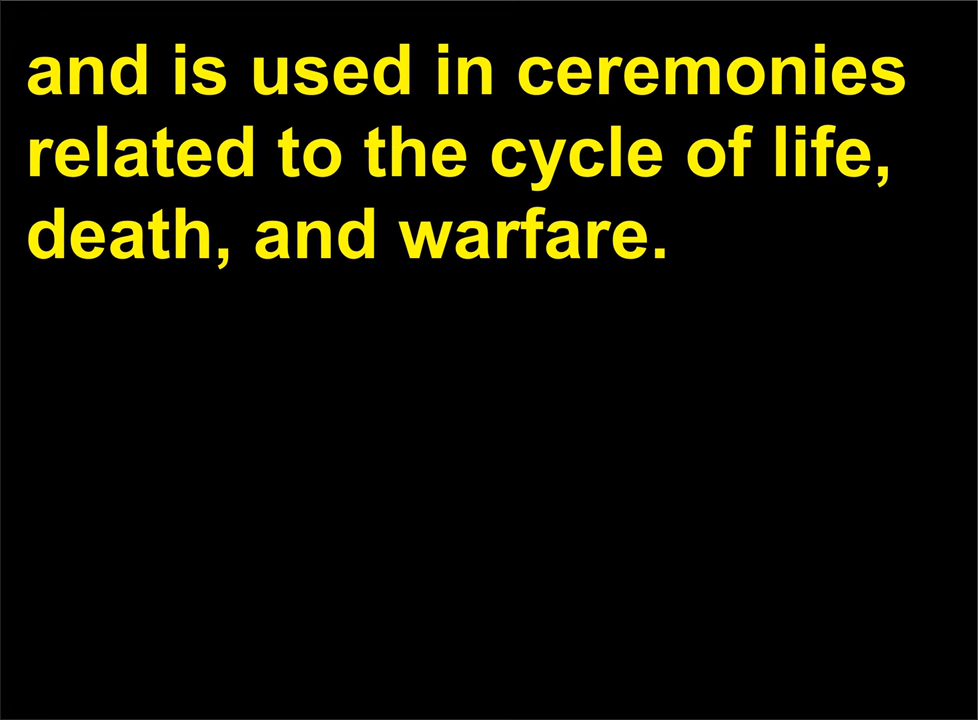 and is used in ceremonies
related to the cycle of life,
death, and warfare.